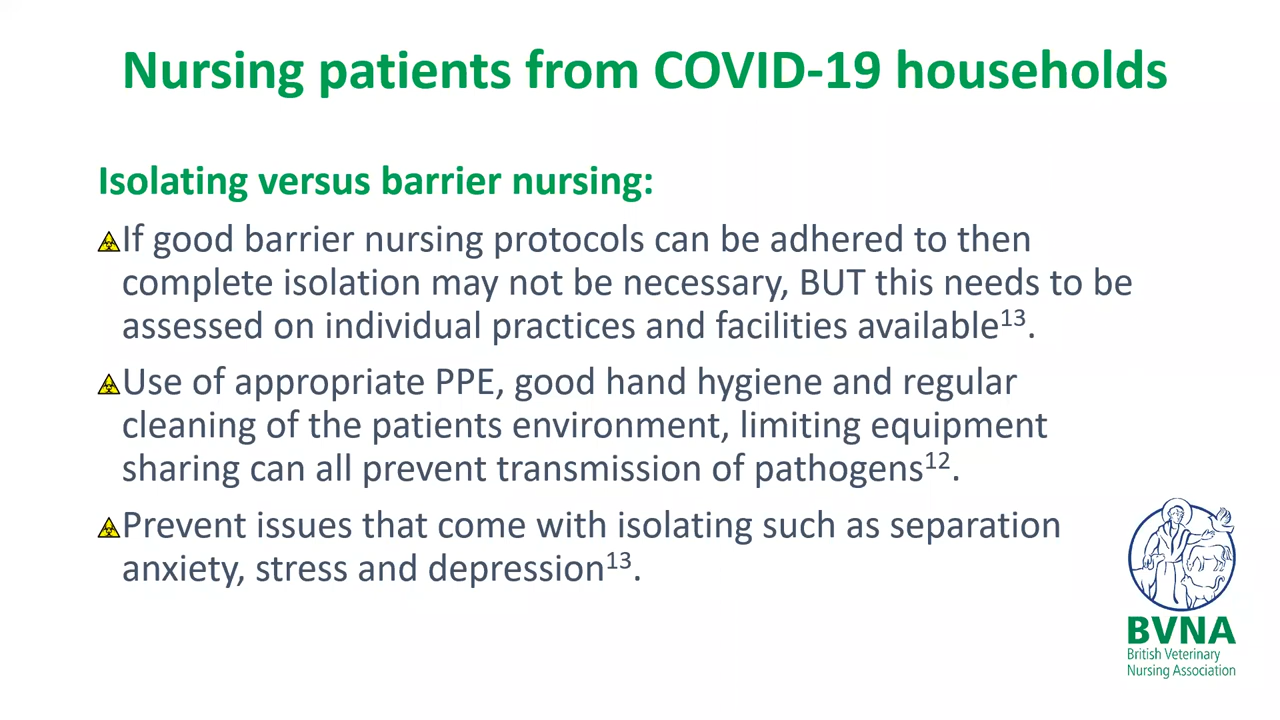 Nursing patients from COVID-19 households
Isolating versus barrier nursing:
If good barrier nursing protocols can be adhered to then
complete isolation may not be necessary, BUT this needs to be
assessed on individual practices and facilities available¹³.
Use of appropriate PPE, good hand hygiene and regular
cleaning of the patients environment, limiting equipment
sharing can all prevent transmission of pathogens¹².
Prevent issues that come with isolating such as separation
anxiety, stress and depression¹³.
BVNA
British Veterinary
Nursing Association